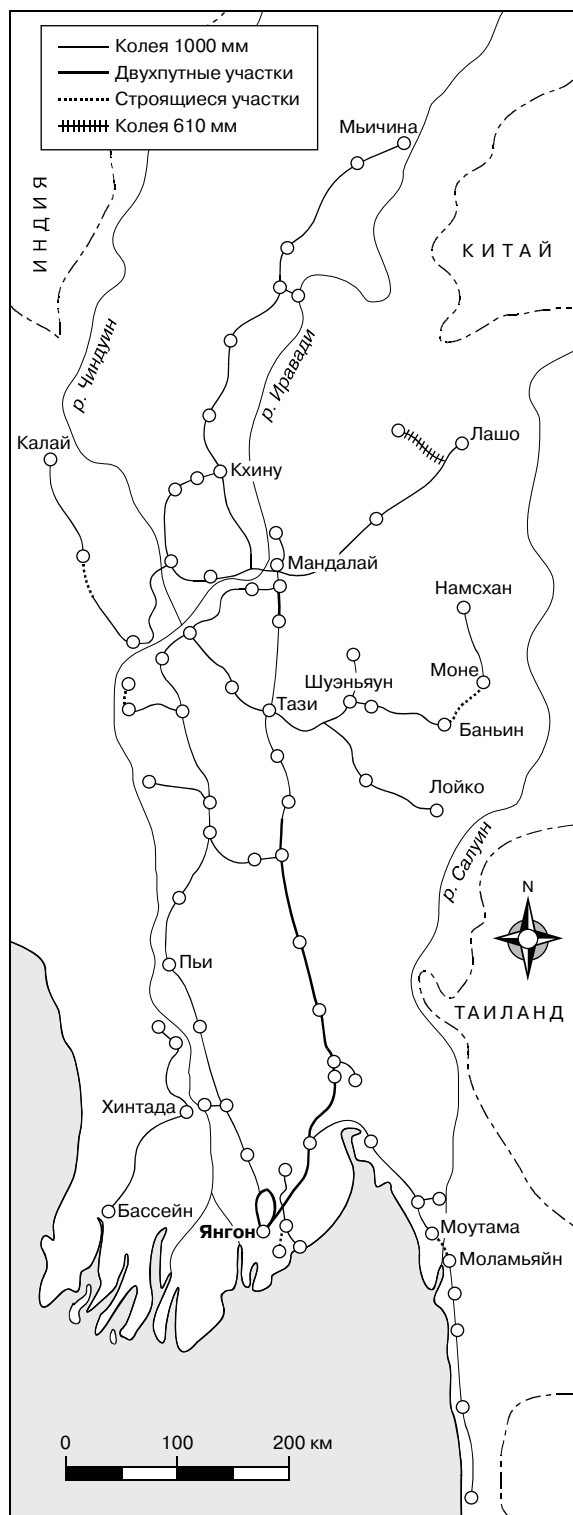 Колея 1000 мм
Двухпутные участки
Строящиеся участки
Колея 610 мм
Мьичина
ИНДИЯ
КИТАЙ
р. Чиндуин
р. Иравади
Калай
Лашо
Кхину
Мандалай
Намсхан
Моне
Шуэньяун
Тази
Баньин
Лойко
р. Салуин
N
Пьи
ТАИЛАНД
Хинтада
Бассейн
Янгон
Моутама
Моламьяйн
0 100 200 км